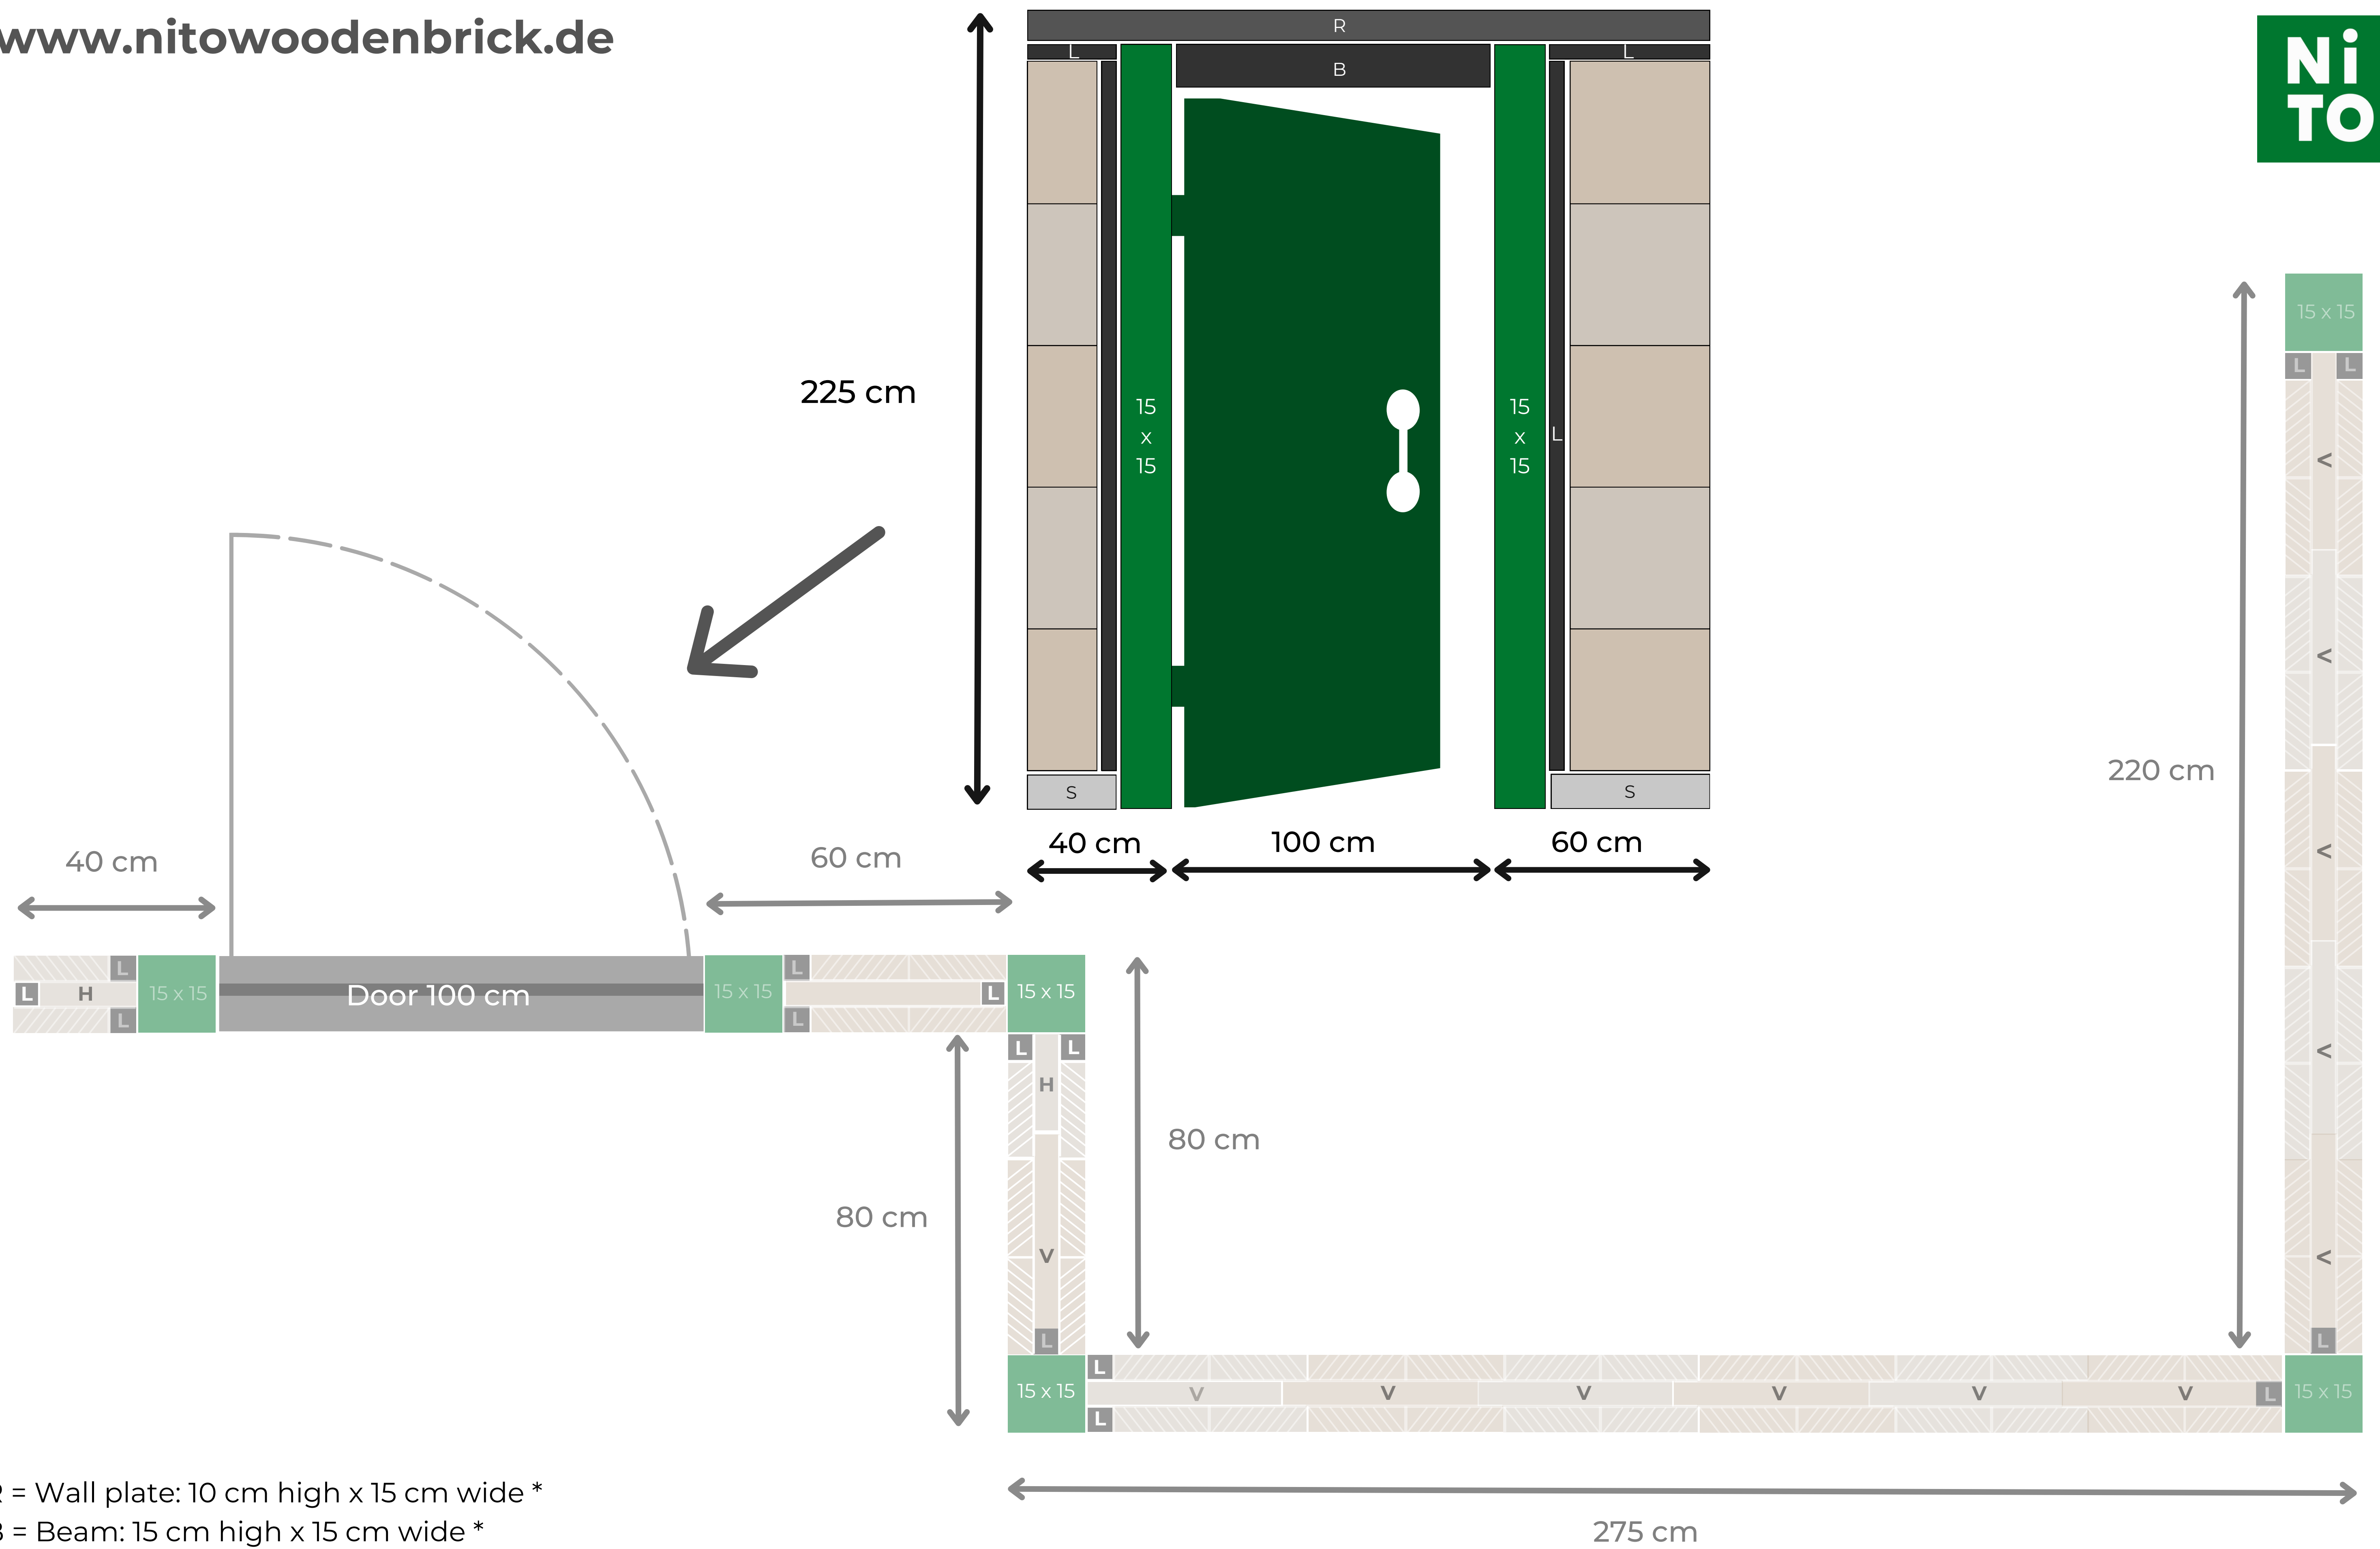 www.nitowoodenbrick.de
Ni
TO
R
L
B
L
225 cm
15
x
15
15
x
15
L
S
S
40 cm
100 cm
60 cm
40 cm
60 cm
L
L
H
L
15 x 15
Door 100 cm
15 x 15
L
L
L
15 x 15
L
L
H
V
L
80 cm
80 cm
15 x 15
L
L
V
V
V
V
V
V
L
15 x 15
275 cm
15 x 15
L
L
V
V
V
V
V
L
220 cm
R = Wall plate: 10 cm high x 15 cm wide *
B = Beam: 15 cm high x 15 cm wide *